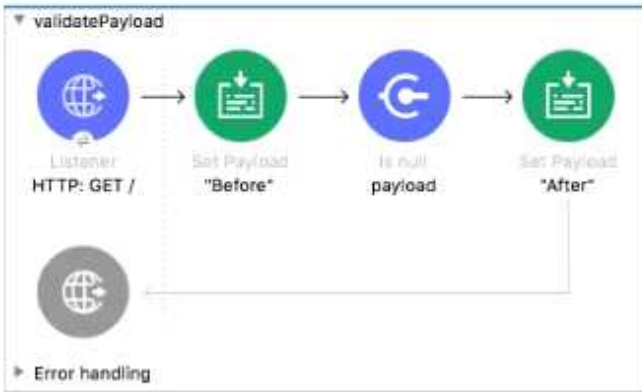 validatePayload
Listener
HTTP: GET /
Set Payload
"Before"
Is null
payload
Set Payload
"After"
Error handling